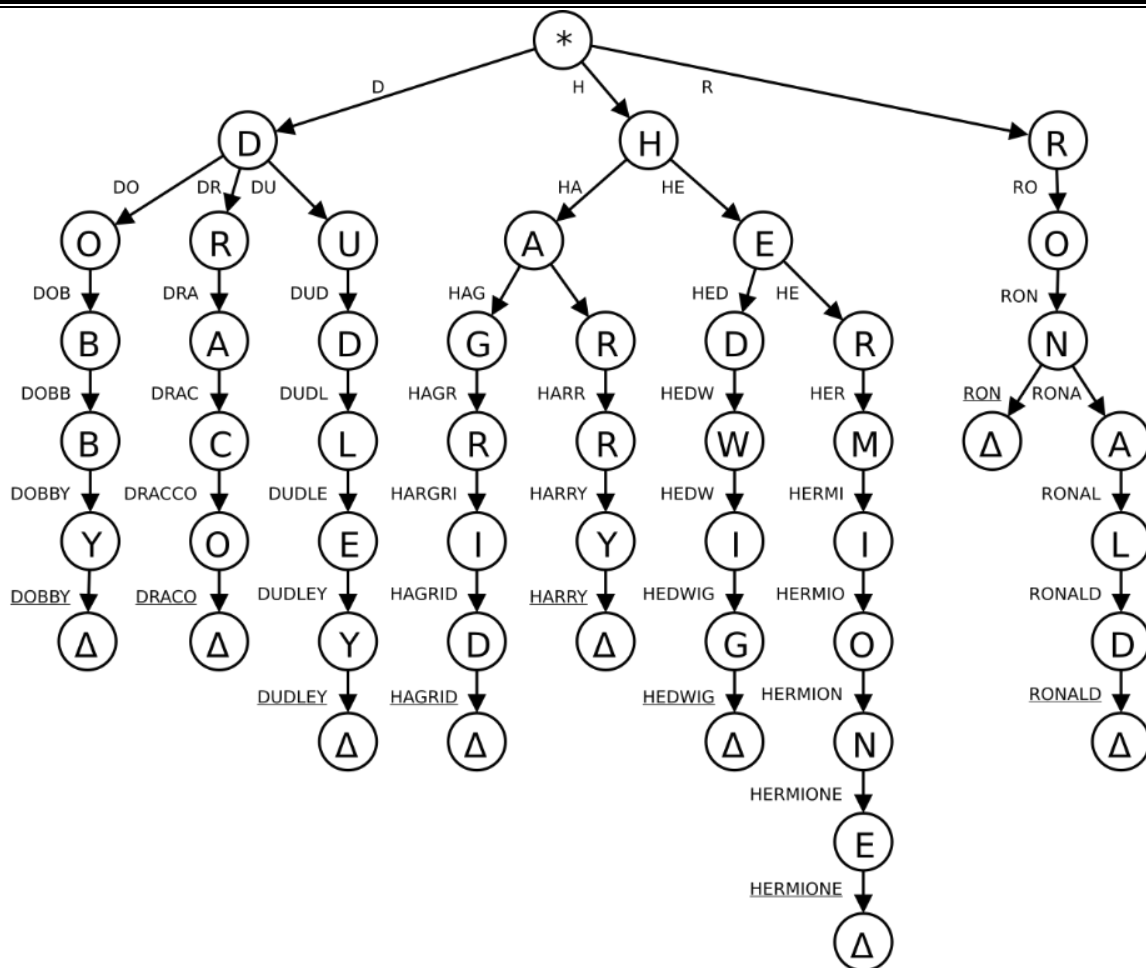 *
D H R
D H R
DO DR DU HA HE RO
O R U A E O
DOB DRA DUD HAG HED HE RON
B A D G R D R N
DOBB DRAC DUDL HAGR HARR HEDW HER RON RONA
B C L R R W M Δ A
DOBBY DRACCO DUDLE HARGRI HARRY HEDW HERMI RONAL
Y O E I Y I I L
DOBBY DRACO DUDLEY HAGRID HARRY HEDWIG HERMIO RONALD
Δ Δ Y D Δ G O D
DUDLEY HAGRID HEDWIG HERMION RONALD
Δ Δ Δ N Δ
HERMIONE
E
HERMIONE
Δ